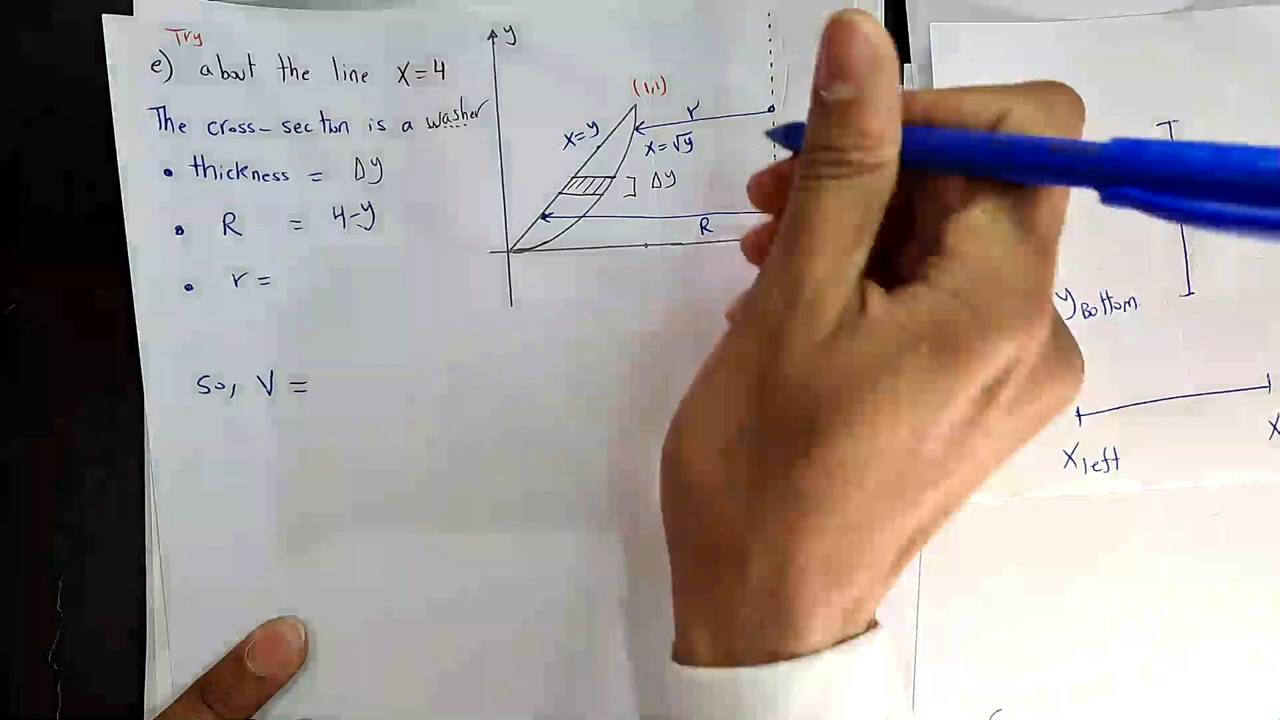 Try
e) about the line x=4
The cross-section is a washer
• thickness = Δy
• R = 4-y
• r =
so, V =
y
(1,1)
r
x=y
x=√y
Δy
R
y Bottom
x left
x